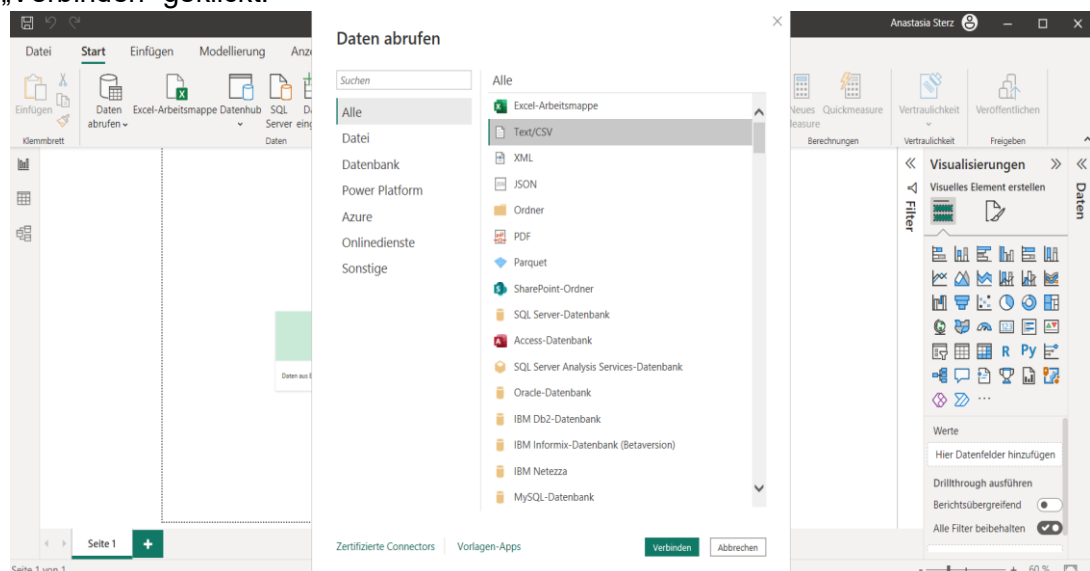 „Verbinden“ geklickt.
Anastasia Sterz
Datei Start Einfügen Modellierung
Einfügen
Daten abrufen
Excel-Arbeitsmappe
Datenhub
SQL Server
Klemmbrett
Daten
Daten abrufen
Suchen
Alle
Datei
Datenbank
Power Platform
Azure
Onlinedienste
Sonstige
Alle
Excel-Arbeitsmappe
Text/CSV
XML
JSON
Ordner
PDF
Parquet
SharePoint-Ordner
SQL Server-Datenbank
Access-Datenbank
SQL Server Analysis Services-Datenbank
Oracle-Datenbank
IBM Db2-Datenbank
IBM Informix-Datenbank (Betaversion)
IBM Netezza
MySQL-Datenbank
Zertifizierte Connectors Vorlagen-Apps
Verbinden Abbrechen
Daten aus
Neues
Quickmeasure
Berechnungen
Vertraulichkeit
Vertraulichkeit
Veröffentlichen
Freigeben
Filter
Visualisierungen
Visuelles Element erstellen
R Py
Werte
Hier Datenfelder hinzufügen
Drillthrough ausführen
Berichtsübergreifend
Alle Filter beibehalten
Daten
Seite 1
Seite 1 von 1
60 %